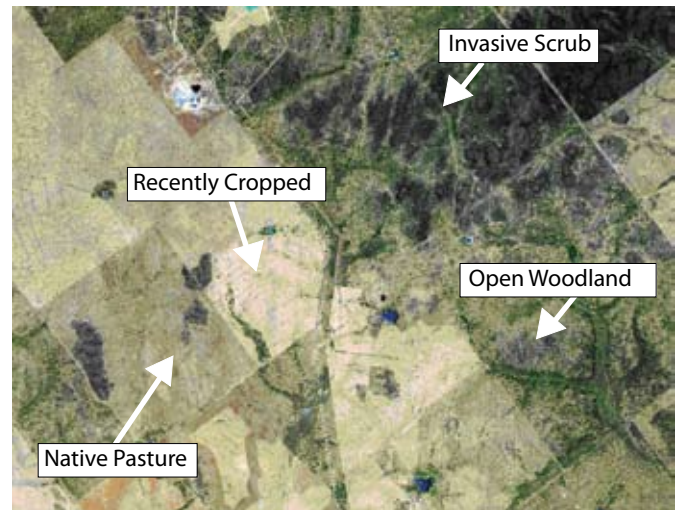 Invasive Scrub
Recently Cropped
Open Woodland
Native Pasture